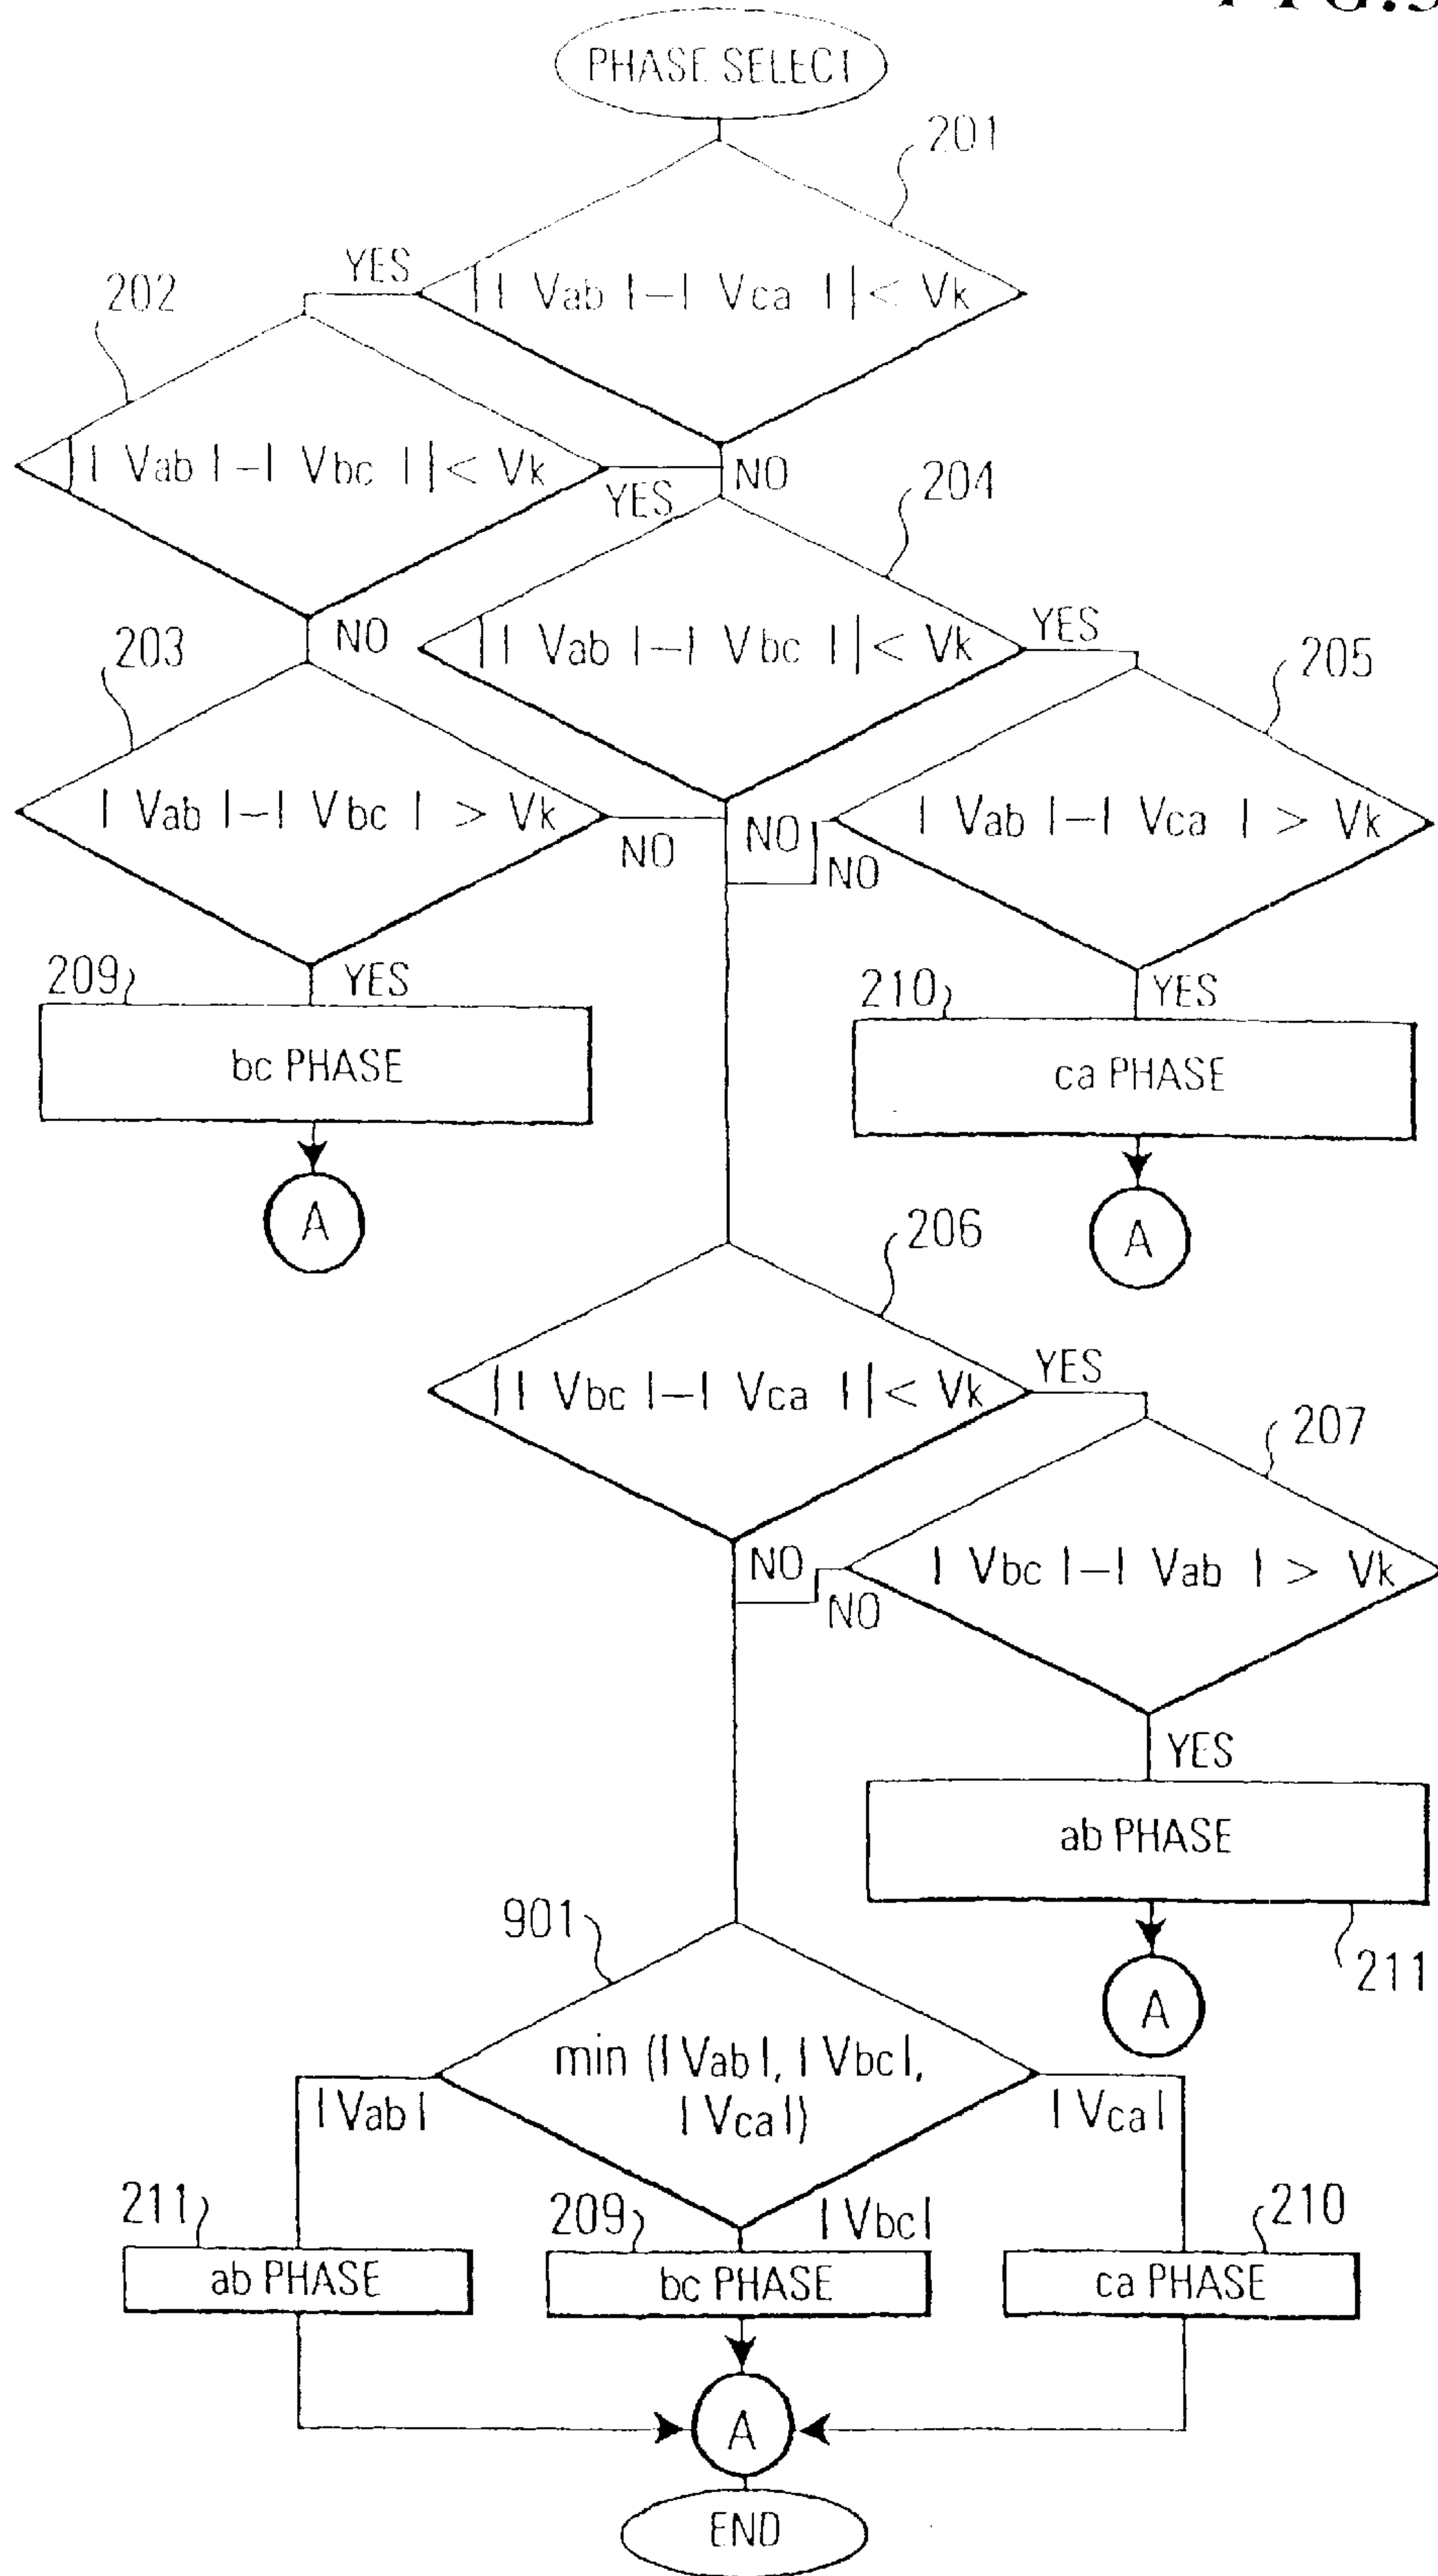 PHASE SELECT
201
YES
| | Vab | – | Vca | | < Vk
202
| | Vab | – | Vbc | | < Vk
YES
NO
204
203
NO
| | Vab | – | Vbc | | < Vk
YES
205
| Vab | – | Vbc | > Vk
NO
NO
NO
| Vab | – | Vca | > Vk
209
YES
210
YES
bc PHASE
ca PHASE
A
A
206
| | Vbc | – | Vca | | < Vk
YES
207
NO
NO
| Vbc | – | Vab | > Vk
YES
ab PHASE
211
A
901
min (| Vab |, | Vbc |,
| Vca |)
| Vab |
| Vca |
211
209
| Vbc |
210
ab PHASE
bc PHASE
ca PHASE
A
END